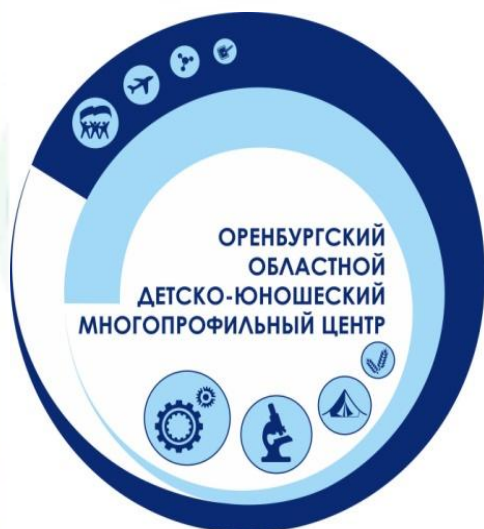 ОРЕНБУРГСКИЙ
ОБЛАСТНОЙ
ДЕТСКО-ЮНОШЕСКИЙ
МНОГОПРОФИЛЬНЫЙ ЦЕНТР